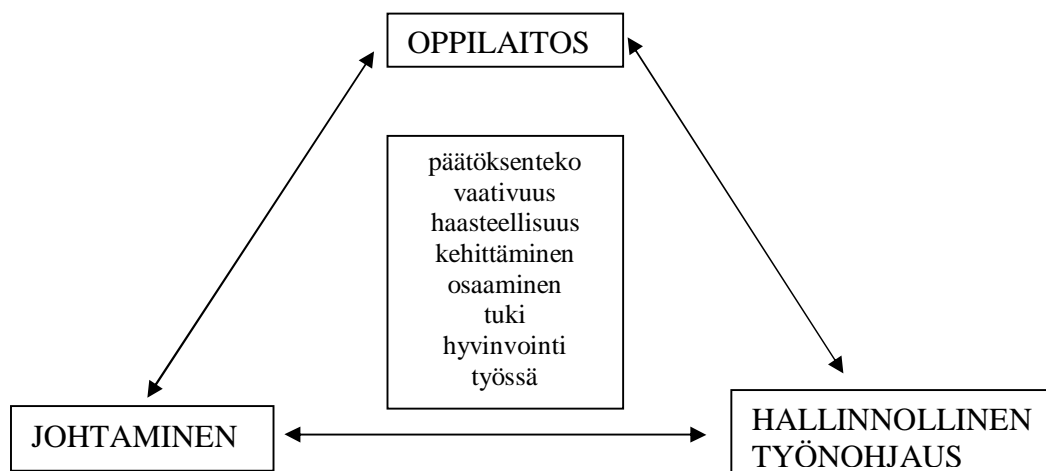 OPPILAITOS
päätöksenteko
vaativuus
haasteellisuus
kehittäminen
osaaminen
tuki
hyvinvointi
työssä
JOHTAMINEN
HALLINNOLLINEN
TYÖNOHJAUS